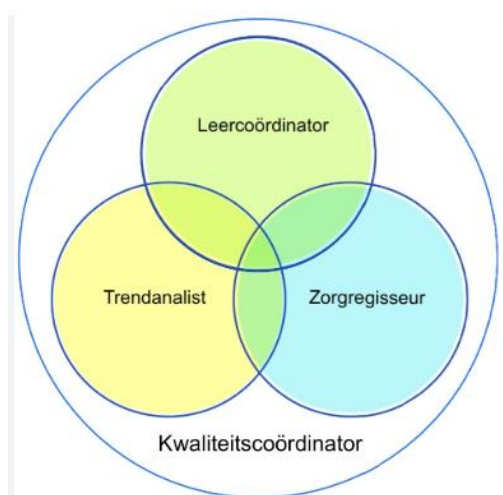 Leercoördinator
Trendanalist
Zorgregisseur
Kwaliteitscoördinator